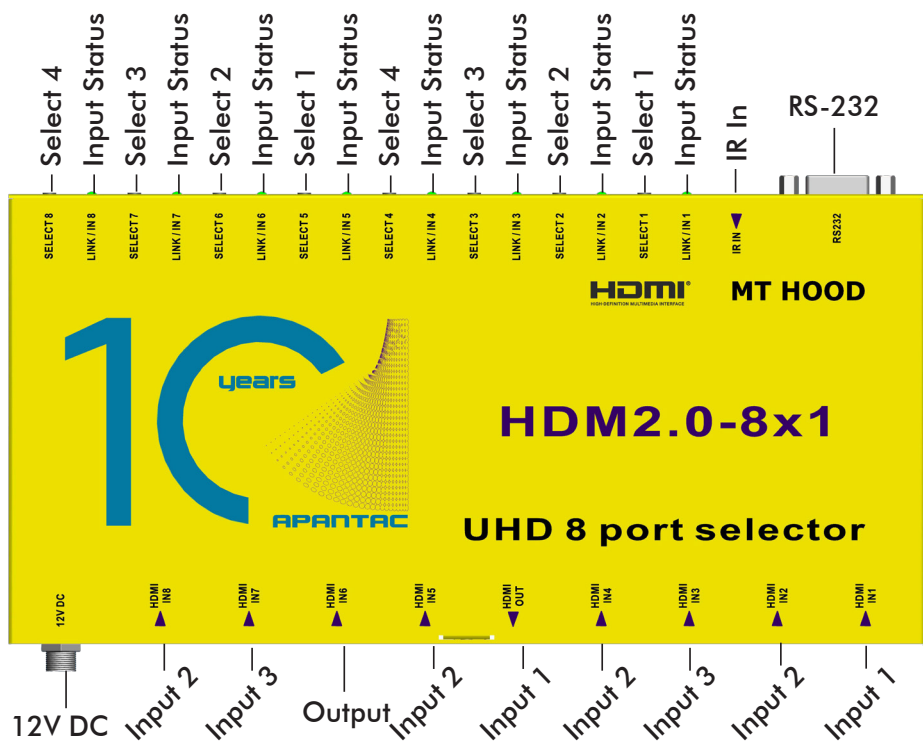 Select 4
Input Status
Select 3
Input Status
Select 2
Input Status
Select 1
Input Status
Select 4
Input Status
Select 3
Input Status
Select 2
Input Status
Select 1
Input Status
IR In
RS-232
SELECT 8
LINK / IN 8
SELECT 7
LINK / IN 7
SELECT 6
LINK / IN 6
SELECT 5
LINK / IN 5
SELECT 4
LINK / IN 4
SELECT 3
LINK / IN 3
SELECT 2
LINK / IN 2
SELECT 1
LINK / IN 1
IR IN
RS232
HDMI®
HIGH-DEFINITION MULTIMEDIA INTERFACE
MT HOOD
10
years
APANTAC
HDM2.0-8x1
UHD 8 port selector
12V DC
HDMI
IN8
HDMI
IN7
HDMI
IN6
HDMI
IN5
HDMI
OUT
HDMI
IN4
HDMI
IN3
HDMI
IN2
HDMI
IN1
12V DC
Input 2
Input 3
Output
Input 2
Input 1
Input 2
Input 3
Input 2
Input 1